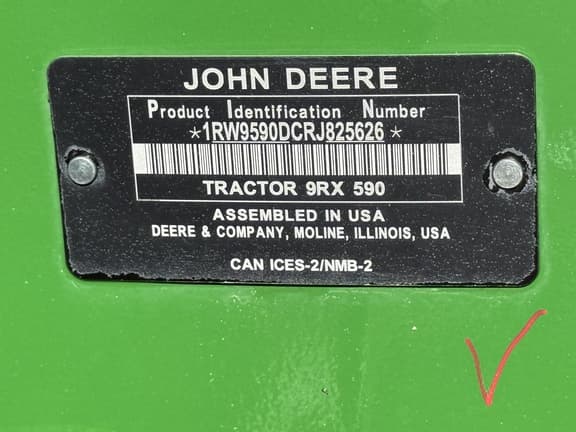 JOHN DEERE
Product Identification Number
*1RW9590DCRJ825626*
TRACTOR 9RX 590
ASSEMBLED IN USA
DEERE & COMPANY, MOLINE, ILLINOIS, USA
CAN ICES-2/NMB-2